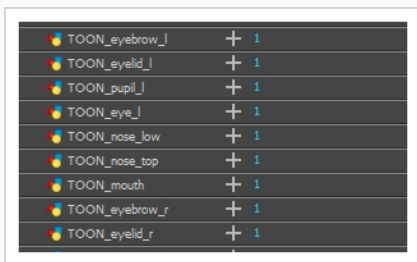 TOON_eyebrow_l 1
TOON_eyelid_l 1
TOON_pupil_l 1
TOON_eye_l 1
TOON_nose_low 1
TOON_nose_top 1
TOON_mouth 1
TOON_eyebrow_r 1
TOON_eyelid_r 1